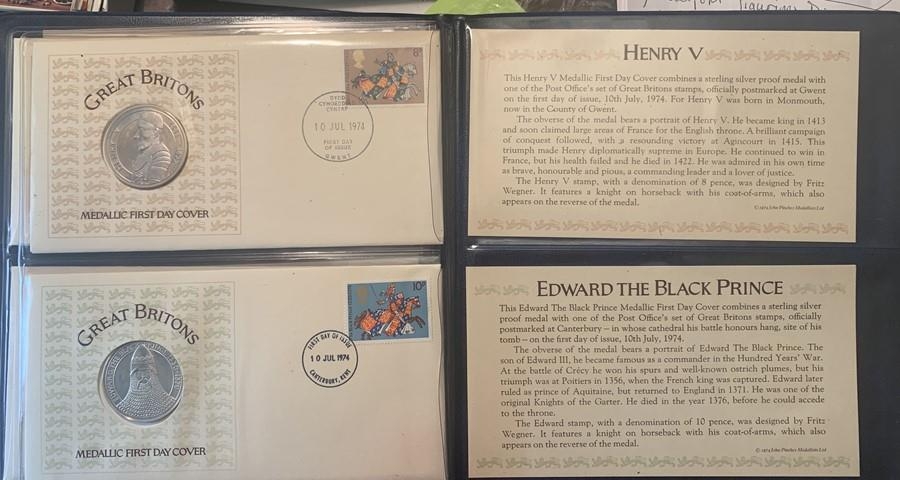 GREAT BRITONS
MEDALLIC FIRST DAY COVER
8P
DYDD
CYHOEDDIAD
CYNTAF
10 JUL 1974
FIRST DAY
OF ISSUE
GWENT
HENRY V
This Henry V Medallic First Day Cover combines a sterling silver proof medal with
one of the Post Office's set of Great Britons stamps, officially postmarked at Gwent
on the first day of issue, 10th July, 1974. For Henry V was born in Monmouth,
now in the County of Gwent.
The obverse of the medal bears a portrait of Henry V. He became king in 1413
and soon claimed large areas of France for the English throne. A brilliant campaign
of conquest followed, with a resounding victory at Agincourt in 1415. This
triumph made Henry diplomatically supreme in Europe. He continued to win in
France, but his health failed and he died in 1422. He was admired in his own time
as brave, honourable and pious, a commanding leader and a lover of justice.
The Henry V stamp, with a denomination of 8 pence, was designed by Fritz
Wegner. It features a knight on horseback with his coat-of-arms, which also
appears on the reverse of the medal.
© 1974 John Pinches Medallists Ltd
GREAT BRITONS
MEDALLIC FIRST DAY COVER
10P
FIRST DAY OF ISSUE
10 JUL 1974
CANTERBURY, KENT
EDWARD THE BLACK PRINCE
This Edward The Black Prince Medallic First Day Cover combines a sterling silver
proof medal with one of the Post Office's set of Great Britons stamps, officially
postmarked at Canterbury – in whose cathedral his battle honours hang, site of his
tomb – on the first day of issue, 10th July, 1974.
The obverse of the medal bears a portrait of Edward The Black Prince. The
son of Edward III, he became famous as a commander in the Hundred Years' War.
At the battle of Crécy he won his spurs and well-known ostrich plumes, but his
triumph was at Poitiers in 1356, when the French king was captured. Edward later
ruled as prince of Aquitaine, but returned to England in 1371. He was one of the
original Knights of the Garter. He died in the year 1376, before he could accede
to the throne.
The Edward stamp, with a denomination of 10 pence, was designed by Fritz
Wegner. It features a knight on horseback with his coat-of-arms, which also
appears on the reverse of the medal.
© 1974 John Pinches Medallists Ltd